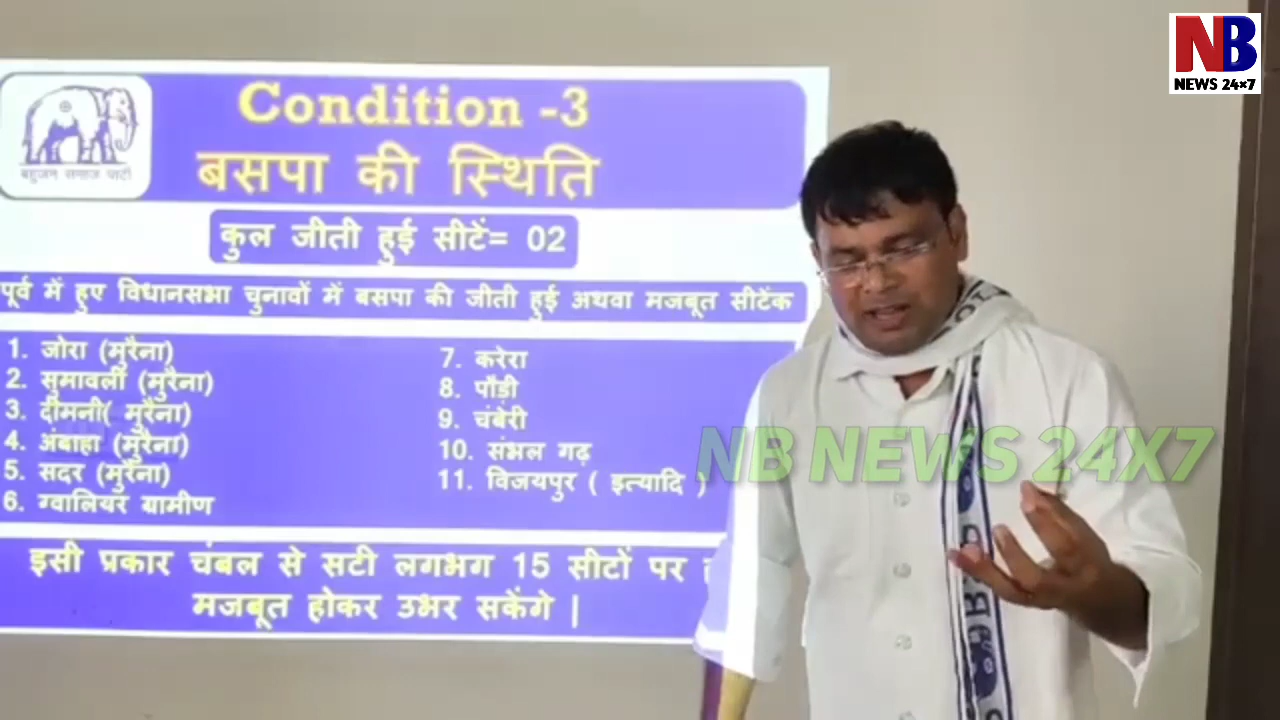 NB
NEWS 24×7
Condition -3
बहुजन समाज पार्टी
बसपा की स्थिति
कुल जीती हुई सीटें= 02
पूर्व में हुए विधानसभा चुनावों में बसपा की जीती हुई अथवा मजबूत सीटेंक
1. जोरा (मुरैना)
2. सुमावली (मुरैना)
3. दीमनी( मुरैना)
4. अंबाहा (मुरैना)
5. सदर (मुरैना)
6. ग्वालियर ग्रामीण
7. करेरा
8. पौड़ी
9. चंबेरी
10. संभल गढ़
11. विजयपुर ( इत्यादि )
इसी प्रकार चंबल से सटी लगभग 15 सीटों पर
मजबूत होकर उभर सकेंगे |
NB NEWS 24X7